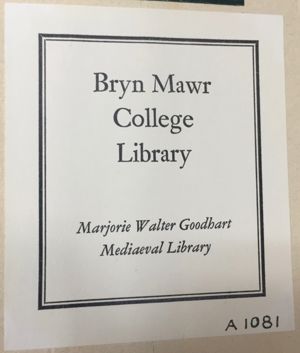 Bryn Mawr
College
Library
Marjorie Walter Goodhart
Mediaeval Library
A 1081